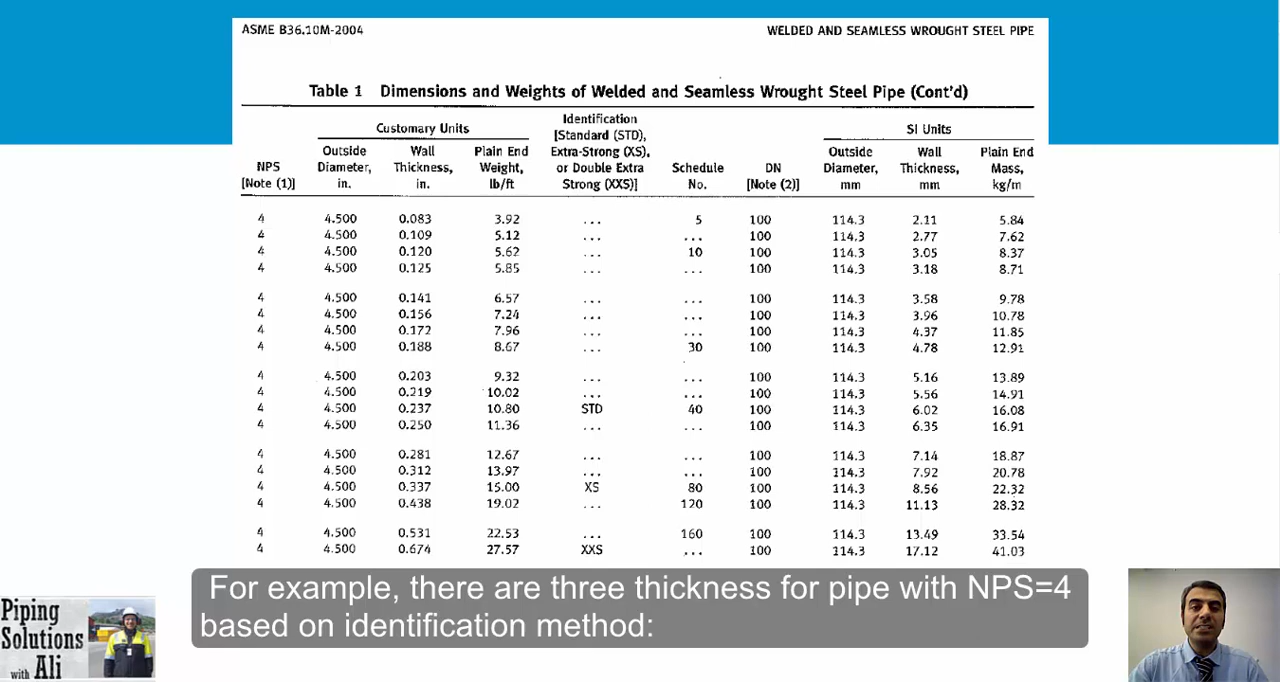 ASME B36.10M-2004 WELDED AND SEAMLESS WROUGHT STEEL PIPE
Table 1 Dimensions and Weights of Welded and Seamless Wrought Steel Pipe (Cont'd)
Customary Units Identification [Standard (STD), Extra-Strong (XS), or Double Extra Strong (XXS)] SI Units
NPS [Note (1)] Outside Diameter, in. Wall Thickness, in. Plain End Weight, lb/ft Schedule No. DN [Note (2)] Outside Diameter, mm Wall Thickness, mm Plain End Mass, kg/m
4 4.500 0.083 3.92 ... 5 100 114.3 2.11 5.84
4 4.500 0.109 5.12 ... ... 100 114.3 2.77 7.62
4 4.500 0.120 5.62 ... 10 100 114.3 3.05 8.37
4 4.500 0.125 5.85 ... ... 100 114.3 3.18 8.71
4 4.500 0.141 6.57 ... ... 100 114.3 3.58 9.78
4 4.500 0.156 7.24 ... ... 100 114.3 3.96 10.78
4 4.500 0.172 7.96 ... ... 100 114.3 4.37 11.85
4 4.500 0.188 8.67 ... 30 100 114.3 4.78 12.91
4 4.500 0.203 9.32 ... ... 100 114.3 5.16 13.89
4 4.500 0.219 10.02 ... ... 100 114.3 5.56 14.91
4 4.500 0.237 10.80 STD 40 100 114.3 6.02 16.08
4 4.500 0.250 11.36 ... ... 100 114.3 6.35 16.91
4 4.500 0.281 12.67 ... ... 100 114.3 7.14 18.87
4 4.500 0.312 13.97 ... ... 100 114.3 7.92 20.78
4 4.500 0.337 15.00 XS 80 100 114.3 8.56 22.32
4 4.500 0.438 19.02 ... 120 100 114.3 11.13 28.32
4 4.500 0.531 22.53 ... 160 100 114.3 13.49 33.54
4 4.500 0.674 27.57 XXS ... 100 114.3 17.12 41.03
For example, there are three thickness for pipe with NPS=4
based on identification method:
Piping
Solutions
with Ali